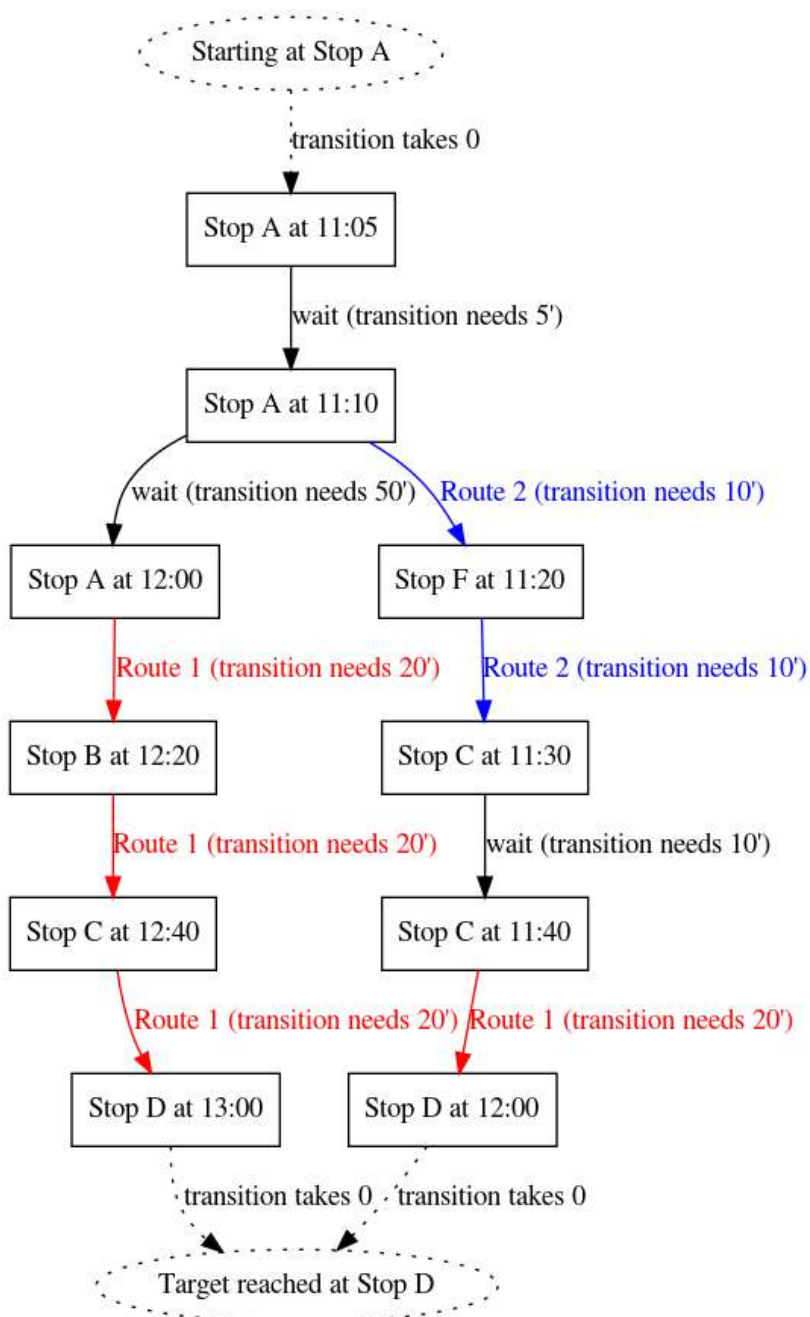 Starting at Stop A
transition takes 0
Stop A at 11:05
wait (transition needs 5')
Stop A at 11:10
wait (transition needs 50')
Route 2 (transition needs 10')
Stop A at 12:00
Stop F at 11:20
Route 1 (transition needs 20')
Route 2 (transition needs 10')
Stop B at 12:20
Stop C at 11:30
Route 1 (transition needs 20')
wait (transition needs 10')
Stop C at 12:40
Stop C at 11:40
Route 1 (transition needs 20')
Route 1 (transition needs 20')
Stop D at 13:00
Stop D at 12:00
transition takes 0
transition takes 0
Target reached at Stop D